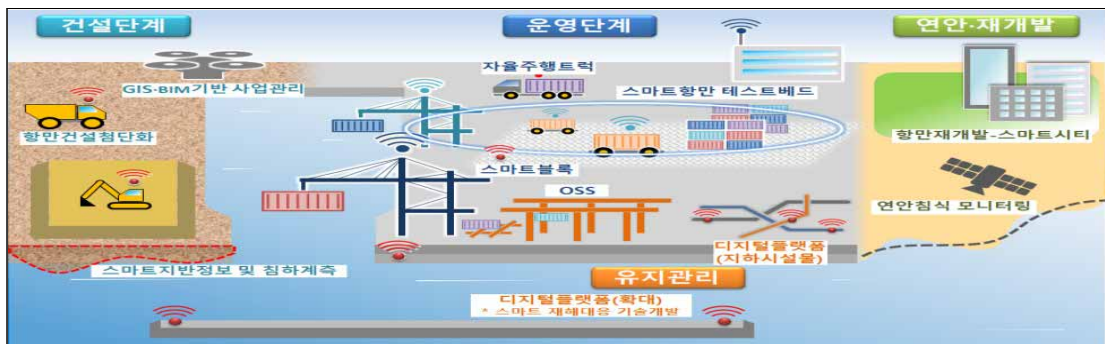 건설단계
운영단계
연안·재개발
GIS·BIM기반 사업관리
자율주행트럭
스마트항만 테스트베드
항만건설첨단화
항만재개발-스마트시티
스마트블록
OSS
연안침식 모니터링
스마트지반정보 및 침하계측
디지털플랫폼
(지하시설물)
유지관리
디지털플랫폼(확대)
* 스마트 재해대응 기술개발